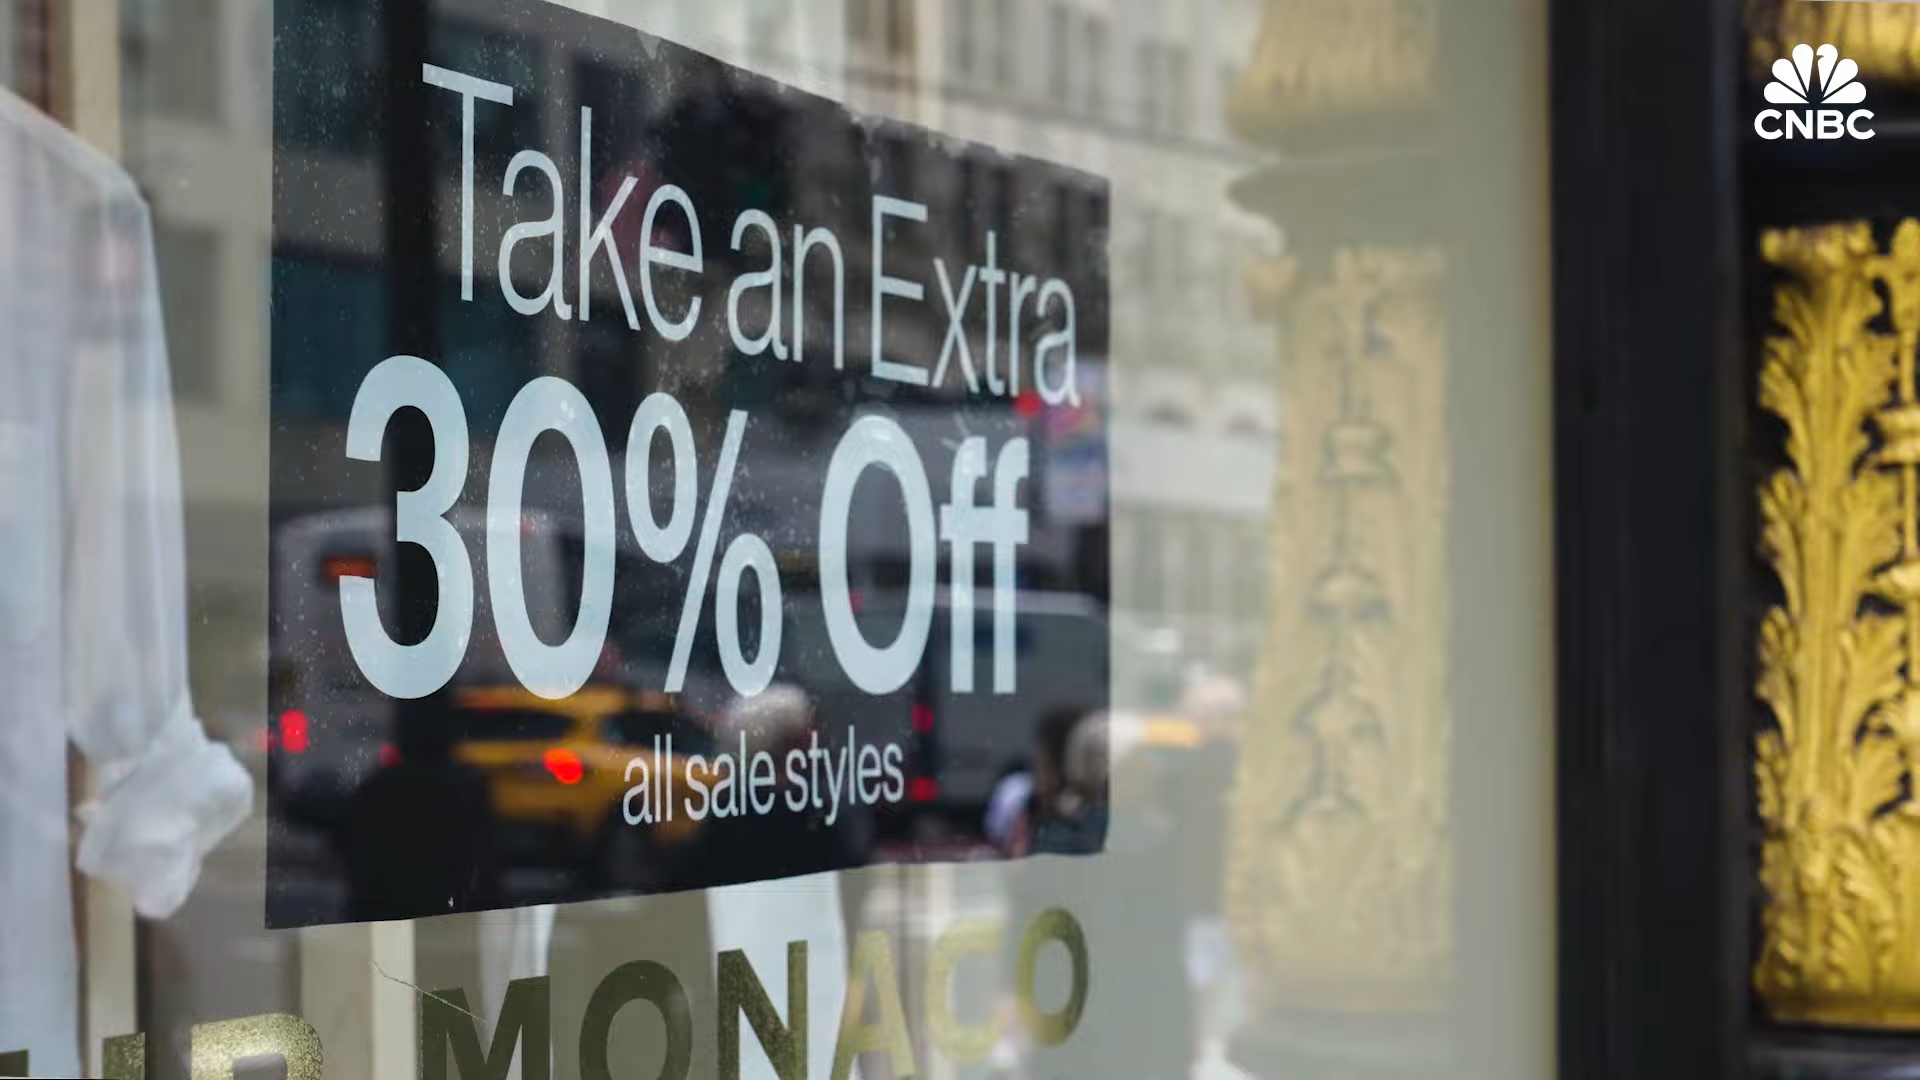 CNBC
Take an Extra
30% Off
all sale styles
MONACO